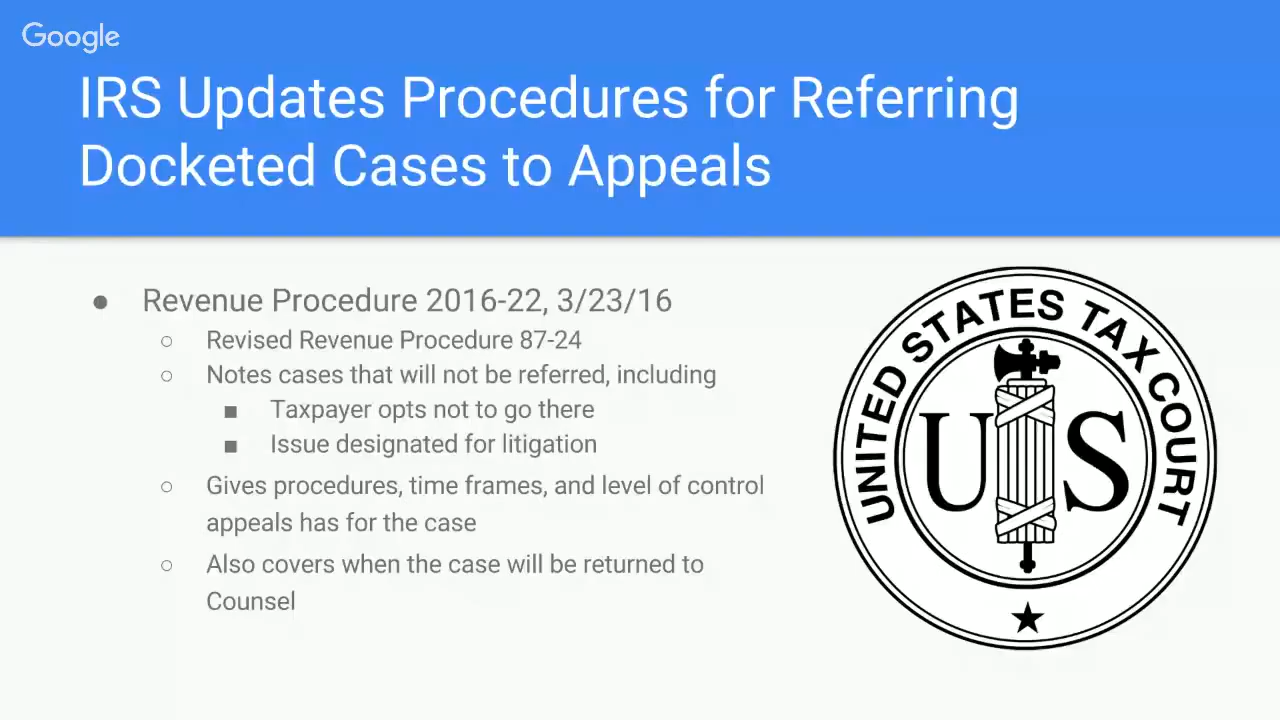 Google
IRS Updates Procedures for Referring
Docketed Cases to Appeals
● Revenue Procedure 2016-22, 3/23/16
○ Revised Revenue Procedure 87-24
○ Notes cases that will not be referred, including
■ Taxpayer opts not to go there
■ Issue designated for litigation
○ Gives procedures, time frames, and level of control
appeals has for the case
○ Also covers when the case will be returned to
Counsel
UNITED STATES TAX COURT
U S